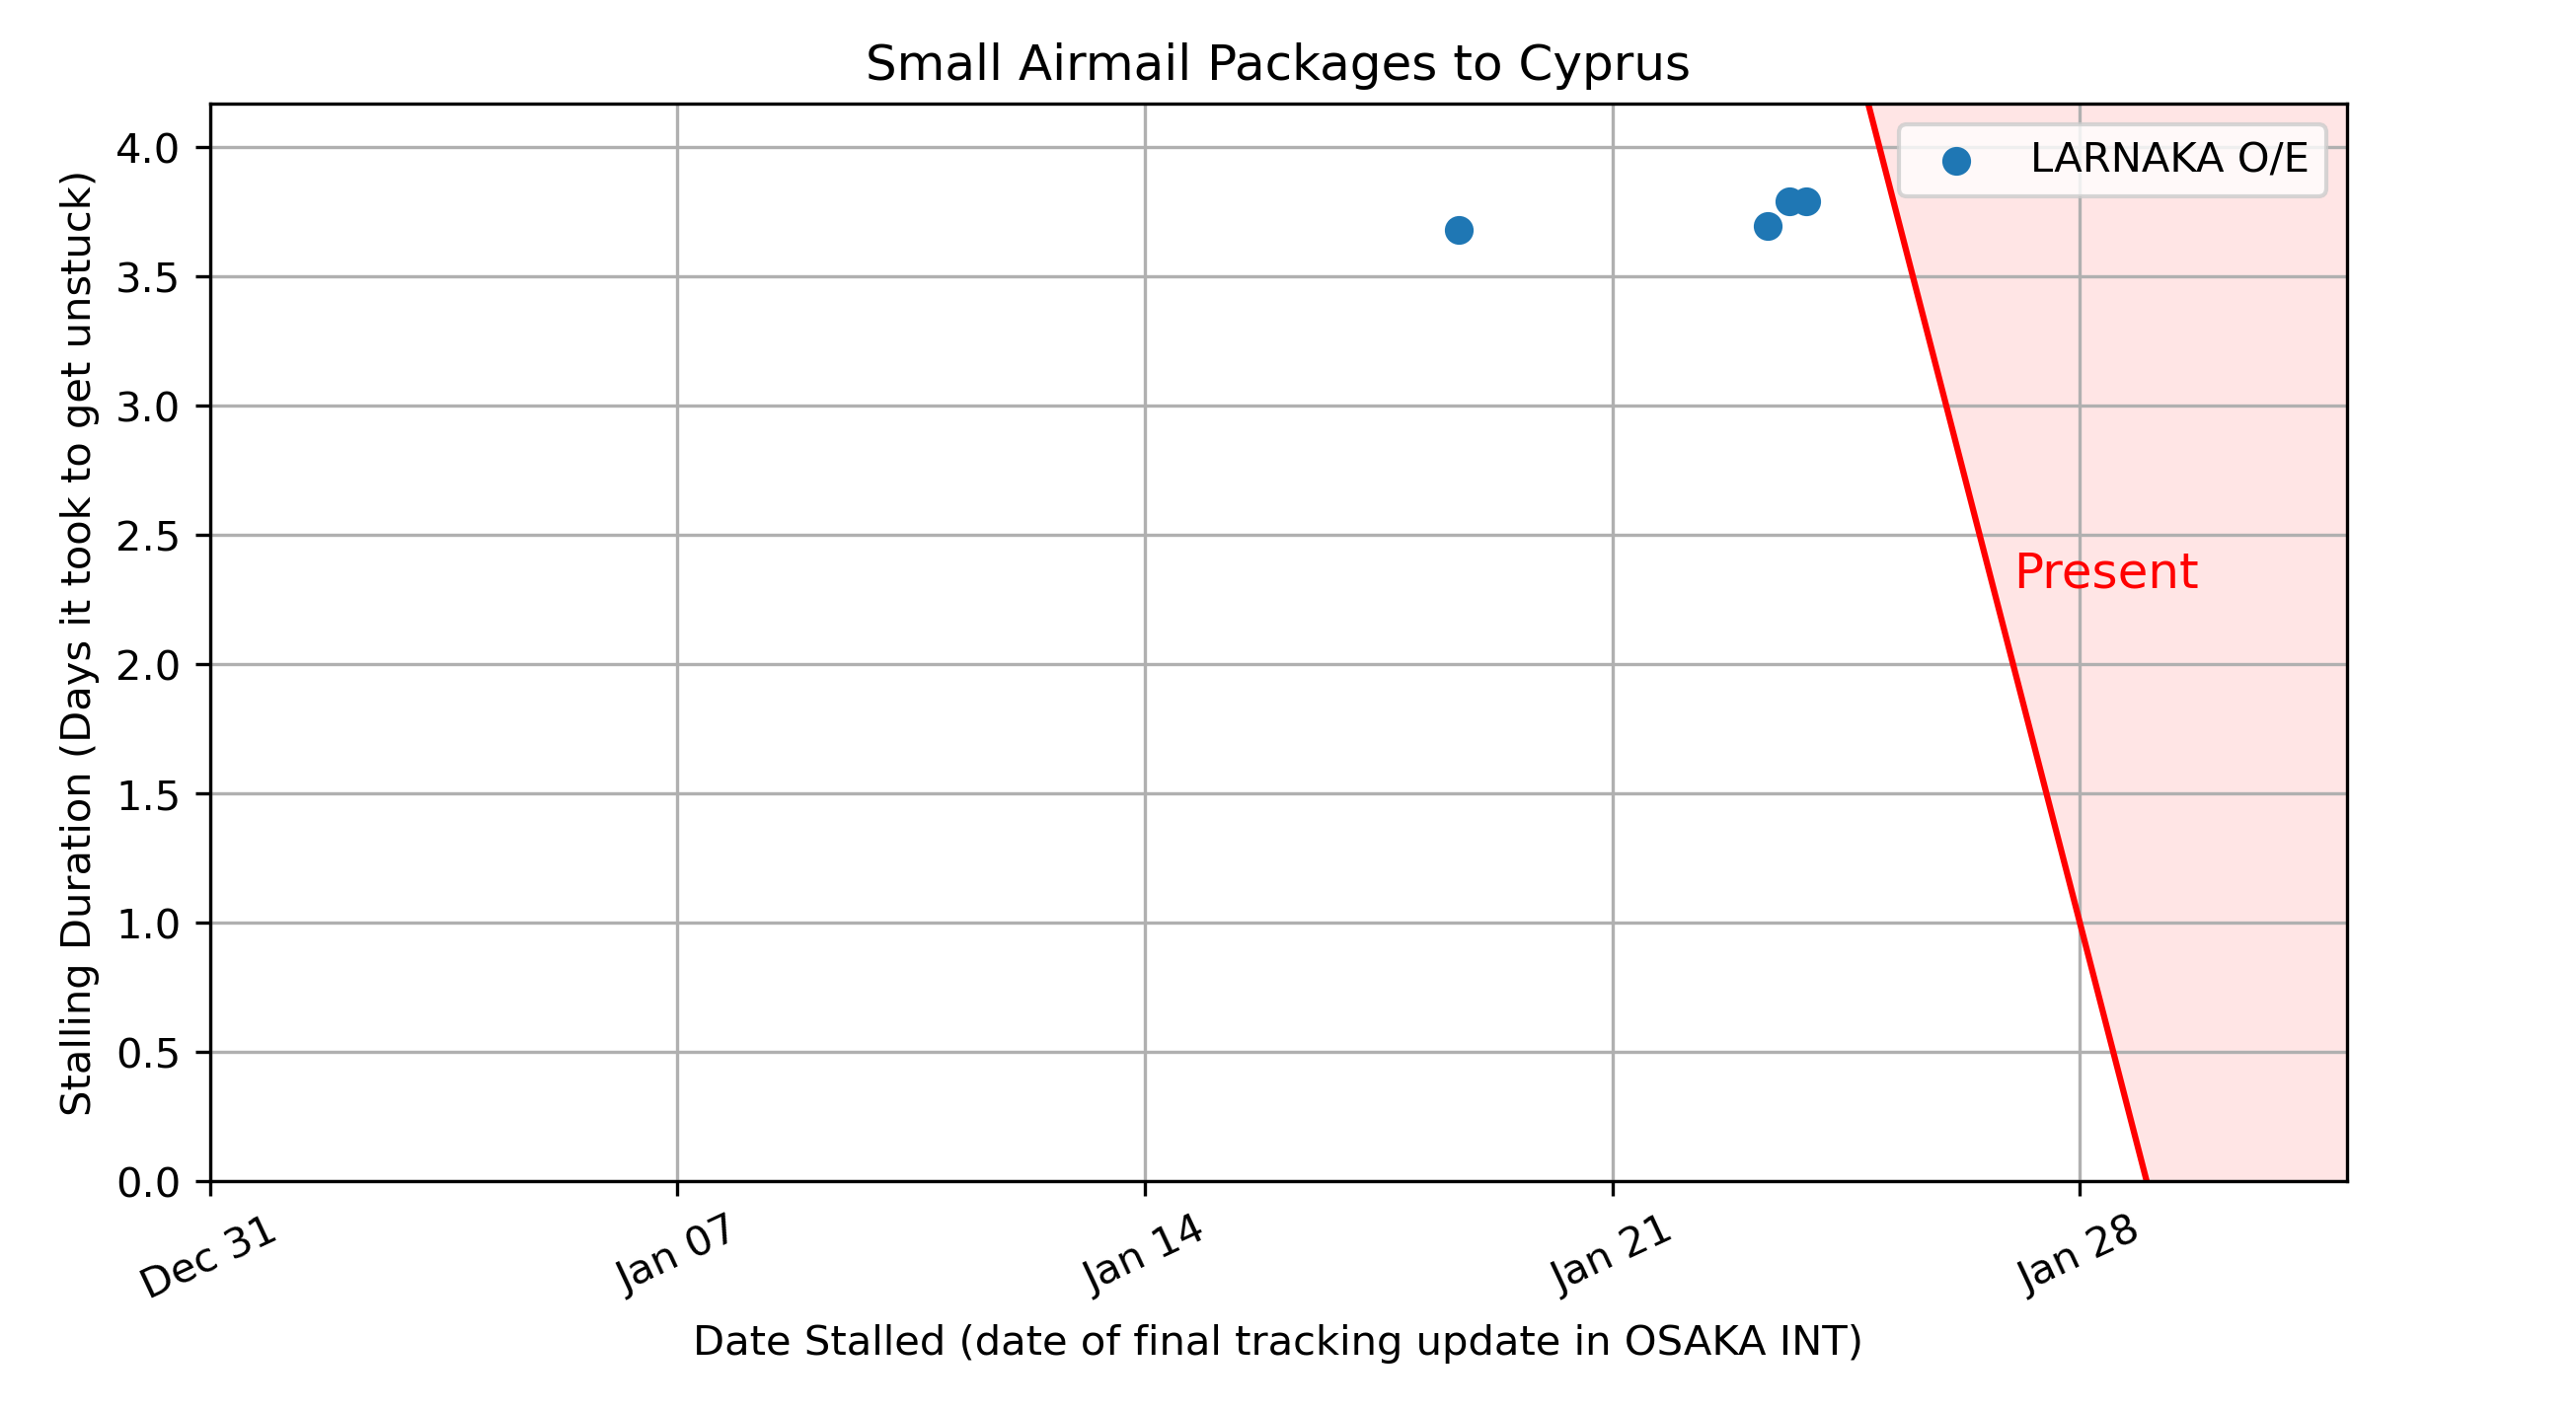 Small Airmail Packages to Cyprus
LARNAKA O/E
Present
Stalling Duration (Days it took to get unstuck)
4.0
3.5
3.0
2.5
2.0
1.5
1.0
0.5
0.0
Dec 31
Jan 07
Jan 14
Jan 21
Jan 28
Date Stalled (date of final tracking update in OSAKA INT)